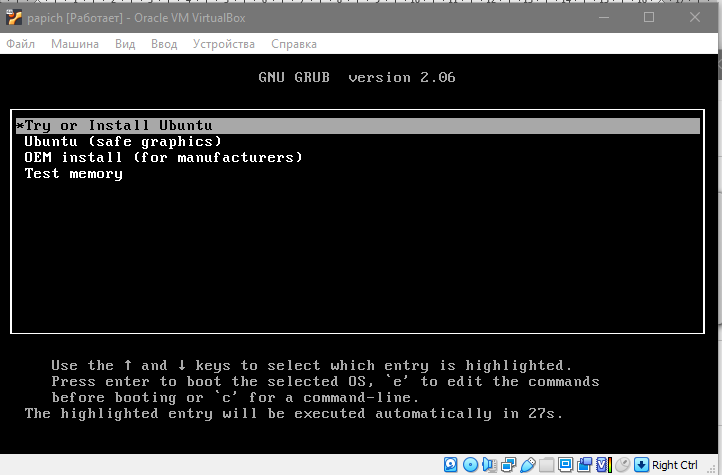 papich [Работает] - Oracle VM VirtualBox
Файл Машина Вид Ввод Устройства Справка
GNU GRUB version 2.06
*Try or Install Ubuntu
Ubuntu (safe graphics)
OEM install (for manufacturers)
Test memory
Use the ↑ and ↓ keys to select which entry is highlighted.
Press enter to boot the selected OS, `e' to edit the commands
before booting or `c' for a command-line.
The highlighted entry will be executed automatically in 27s.
Right Ctrl